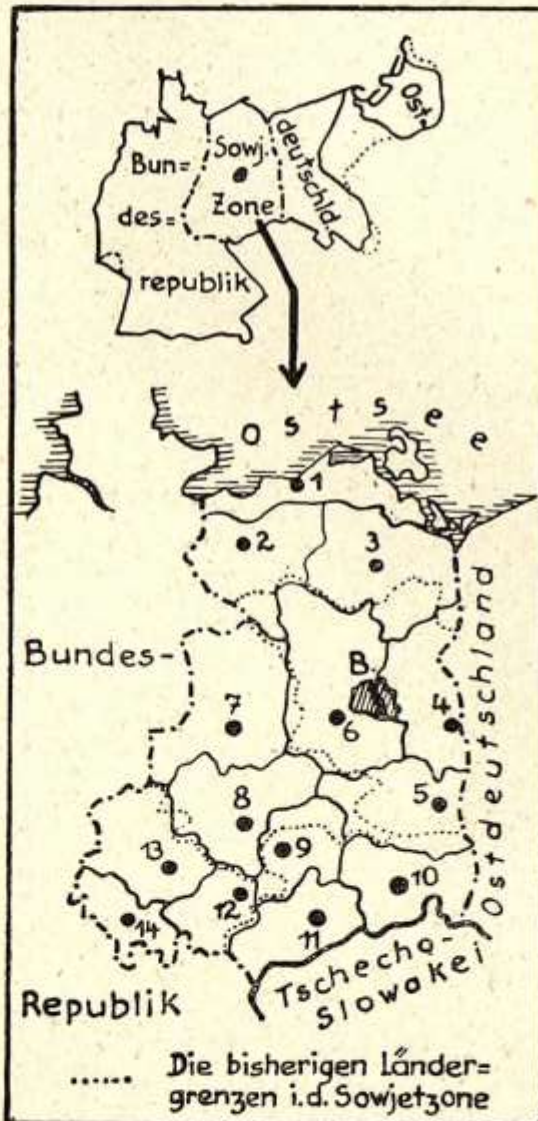 Ost=
deutschld.
Sowj.
Zone
Bun=
des=
republik
Ostsee
1
2
3
Bundes-
B.
7
6
4
8
5
9
13
10
12
14
11
Ostdeutschland
Tschecho-
Slowakei
Republik
...... Die bisherigen Länder=
grenzen i.d. Sowjetzone